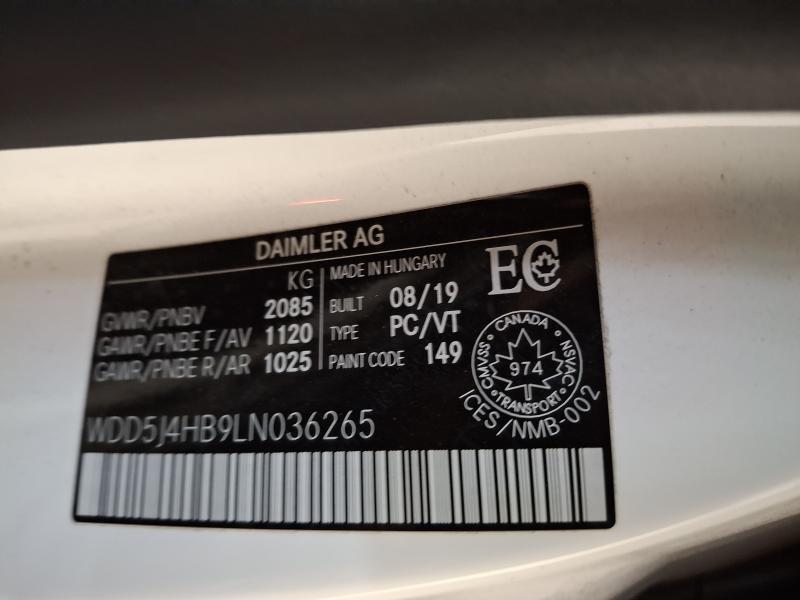 DAIMLER AG
KG
GVWR/PNBV 2085
GAWR/PNBE F/AV 1120
GAWR/PNBE R/AR 1025
MADE IN HUNGARY
BUILT 08/19
TYPE PC/VT
PAINT CODE 149
EC
CANADA
CMVSS 974 NSVAC
TRANSPORT
ICES/NMB-002
WDD5J4HB9LN036265